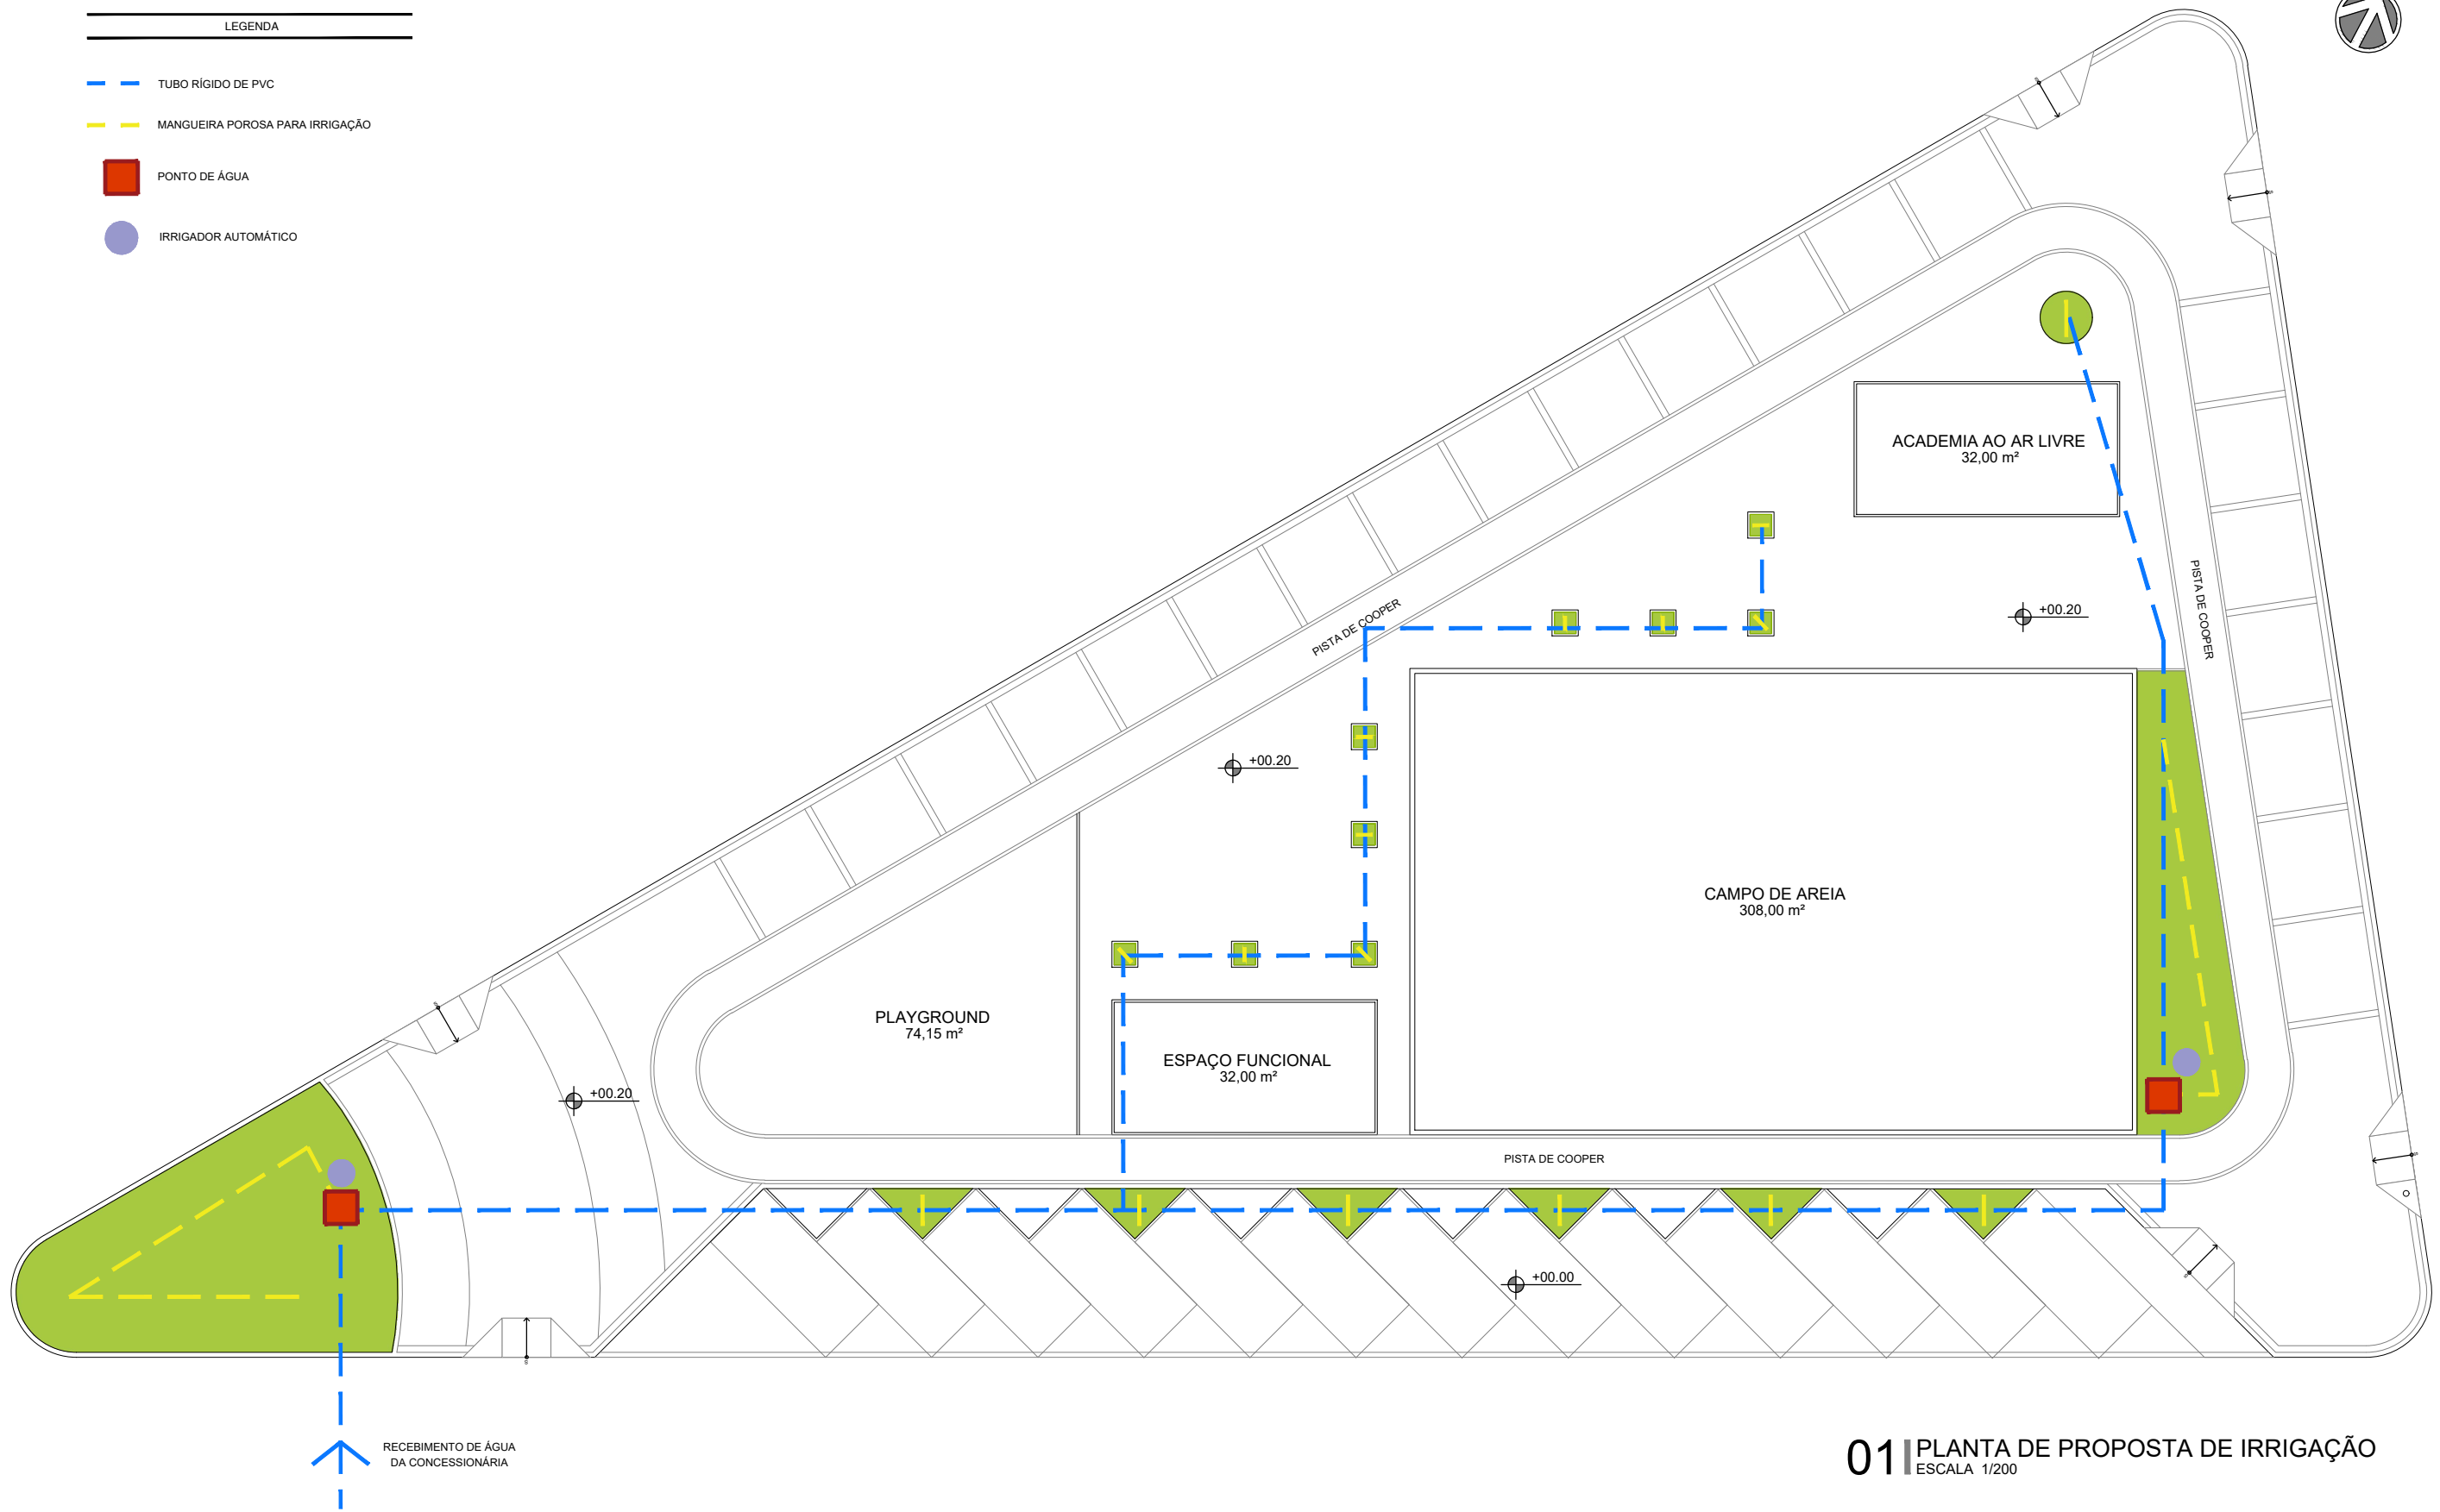 LEGENDA
TUBO RÍGIDO DE PVC
MANGUEIRA POROSA PARA IRRIGAÇÃO
PONTO DE ÁGUA
IRRIGADOR AUTOMÁTICO
ACADEMIA AO AR LIVRE
32,00 m²
PISTA DE COOPER
PISTA DE COOPER
+00.20
+00.20
CAMPO DE AREIA
308,00 m²
PLAYGROUND
74,15 m²
ESPAÇO FUNCIONAL
32,00 m²
+00.20
PISTA DE COOPER
+00.00
RECEBIMENTO DE ÁGUA
DA CONCESSIONÁRIA
01 PLANTA DE PROPOSTA DE IRRIGAÇÃO
ESCALA 1/200